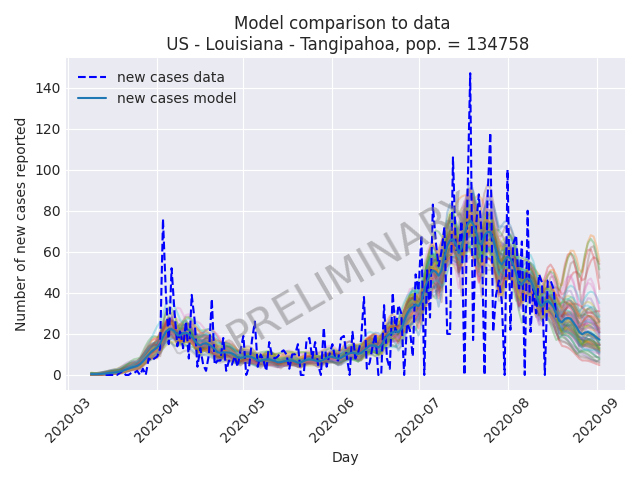 Model comparison to data
US - Louisiana - Tangipahoa, pop. = 134758
new cases data
new cases model
Number of new cases reported
140
120
100
80
60
40
20
0
PRELIMINARY
2020-03
2020-04
2020-05
2020-06
2020-07
2020-08
2020-09
Day